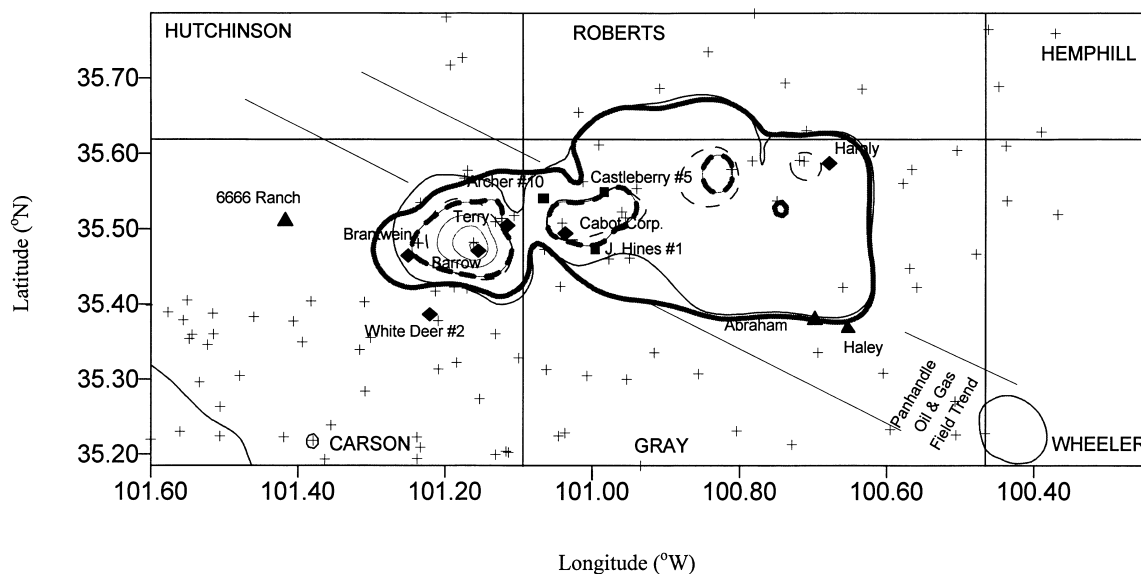 HUTCHINSON
ROBERTS
HEMPHILL
35.70
35.60
35.50
35.40
35.30
35.20
Latitude (°N)
Harnly
Archer #10
Castleberry #5
6666 Ranch
Terry
Cabot Corp.
Brantwein
Barrow
J. Hines #1
White Deer #2
Abraham
Haley
Panhandle
Oil & Gas
Field Trend
CARSON
GRAY
WHEELER
101.60
101.40
101.20
101.00
100.80
100.60
100.40
Longitude (°W)